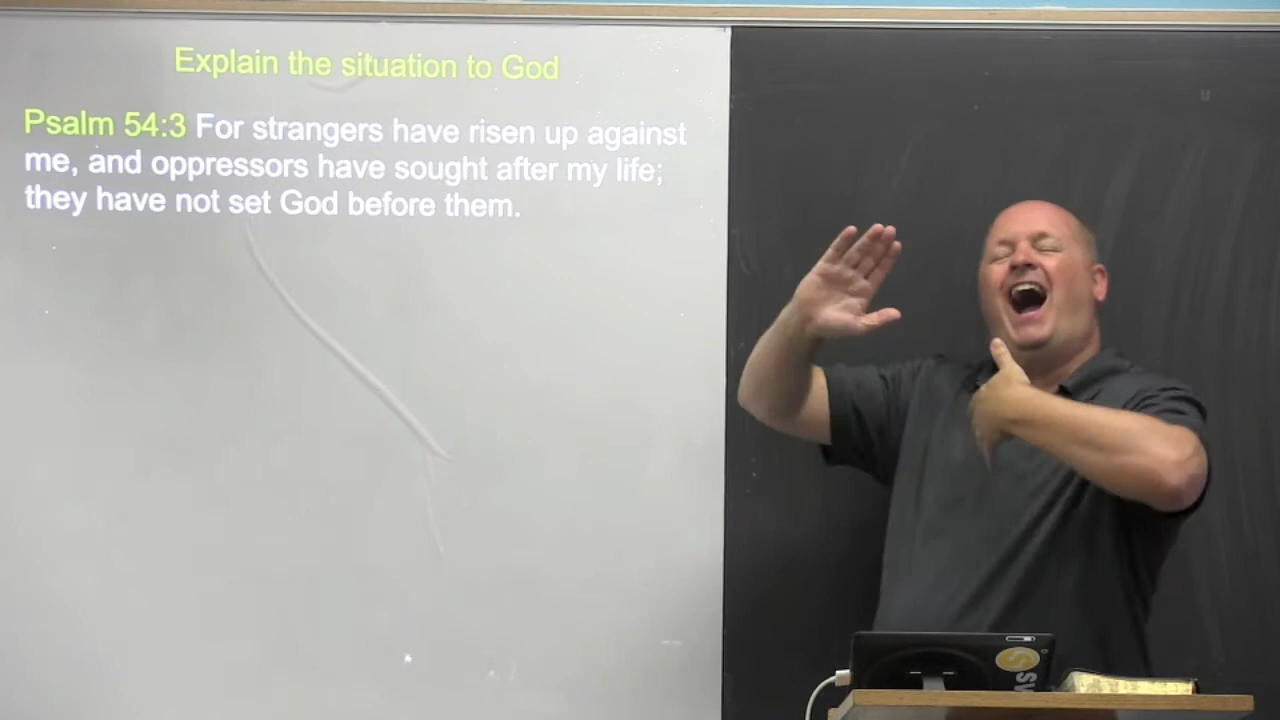 Explain the situation to God
Psalm 54:3 For strangers have risen up against
me, and oppressors have sought after my life;
they have not set God before them.
S
SW